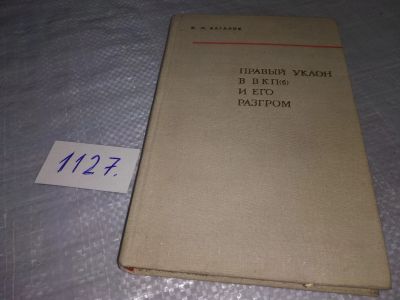 ПРАВЫЙ УКЛОН
В ВКП(б)
И ЕГО
РАЗГРОМ
1127.